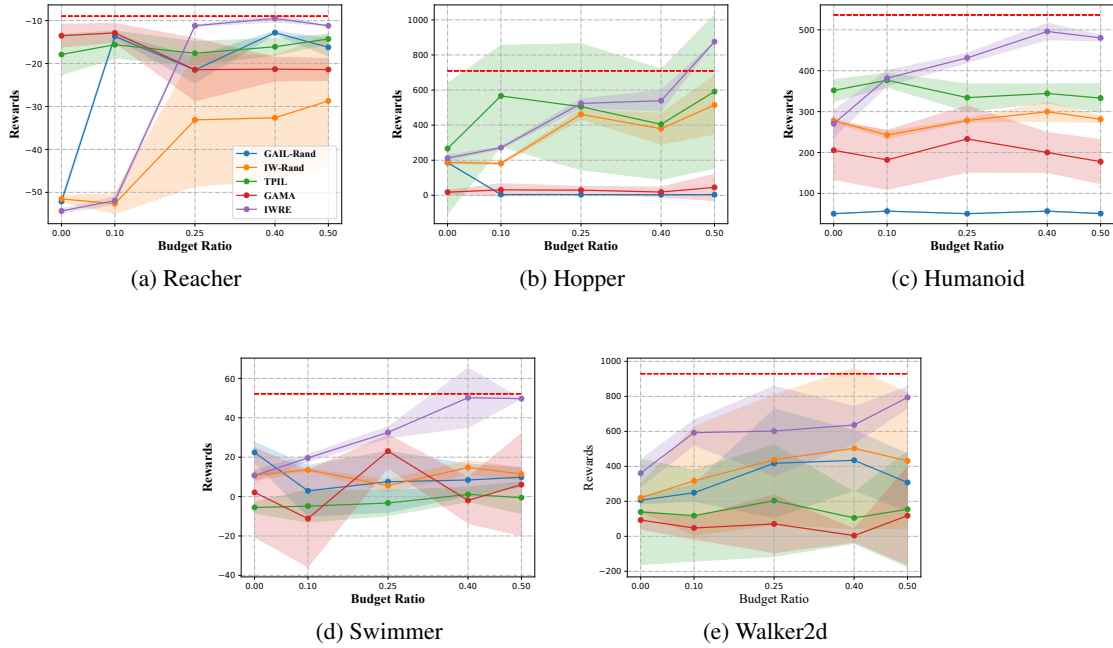 −10
−20
−30
−40
−50
Rewards
GAIL-Rand
IW-Rand
TPIL
GAMA
IWRE
0.00 0.10 0.25 0.40 0.50
Budget Ratio
(a) Reacher
1000
800
600
400
200
0
Rewards
0.00 0.10 0.25 0.40 0.50
Budget Ratio
(b) Hopper
500
400
300
200
100
Rewards
0.00 0.10 0.25 0.40 0.50
Budget Ratio
(c) Humanoid
60
40
20
0
−20
−40
Rewards
0.00 0.10 0.25 0.40 0.50
Budget Ratio
(d) Swimmer
1000
800
600
400
200
0
−200
Rewards
0.00 0.10 0.25 0.40 0.50
Budget Ratio
(e) Walker2d